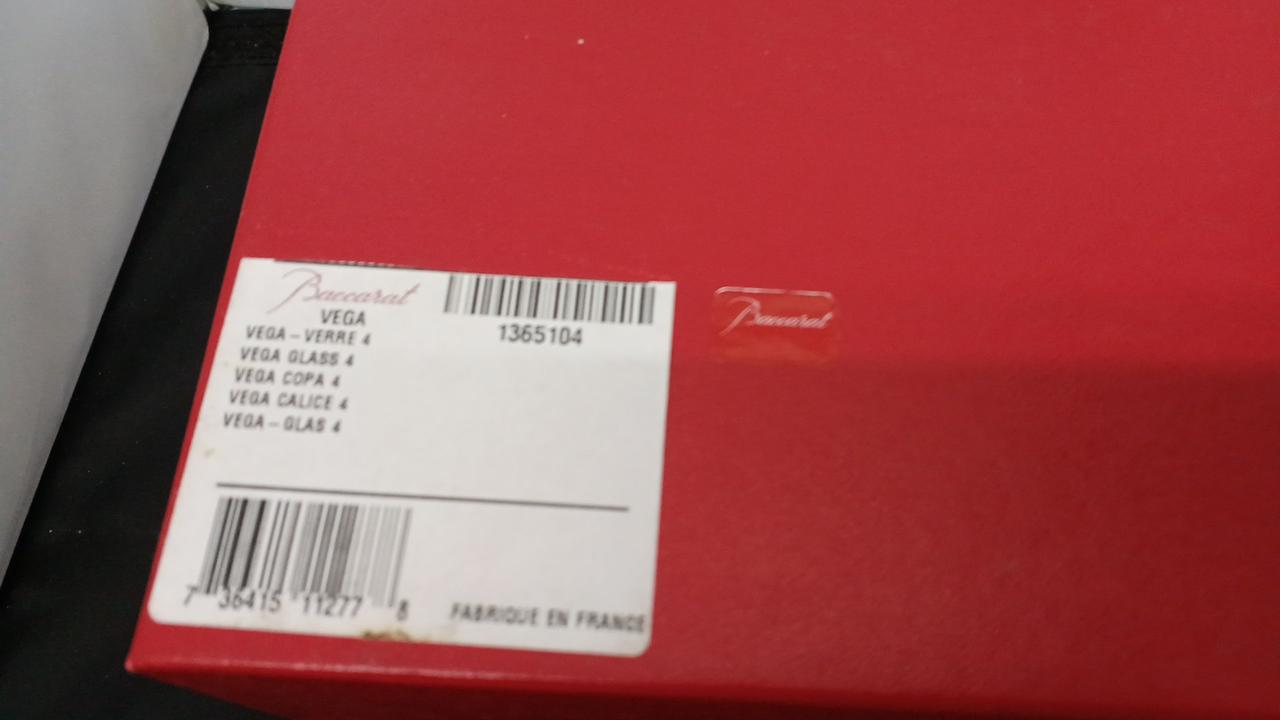 Baccarat
VEGA
VEGA - VERRE 4
VEGA GLASS 4
VEGA COPA 4
VEGA CALICE 4
VEGA - GLAS 4
1365104
7 36415 11277 8
FABRIQUE EN FRANCE
Baccarat